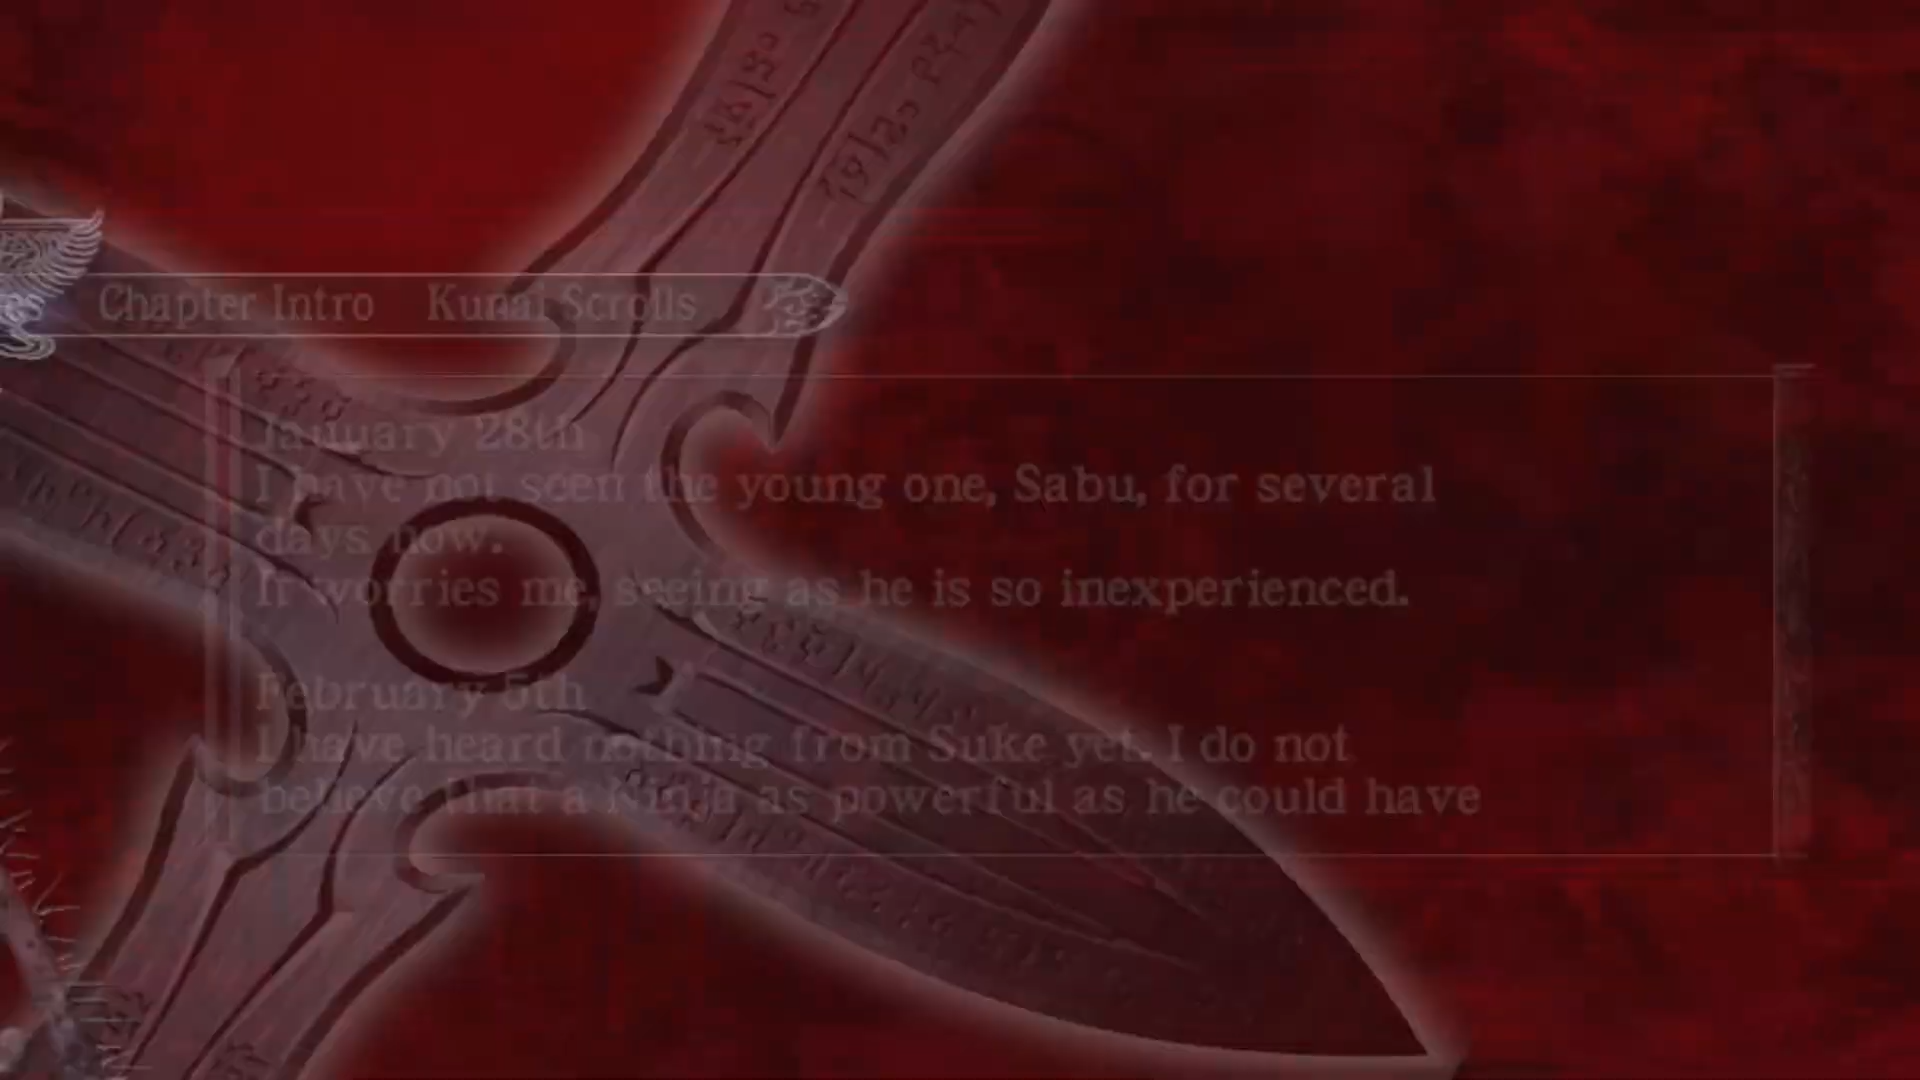 es Chapter Intro Kunai Scrolls
January 28th
I have not seen the young one, Sabu, for several
days now.
It worries me, seeing as he is so inexperienced.
February 5th
I have heard nothing from Suke yet. I do not
believe that a Ninja as powerful as he could have